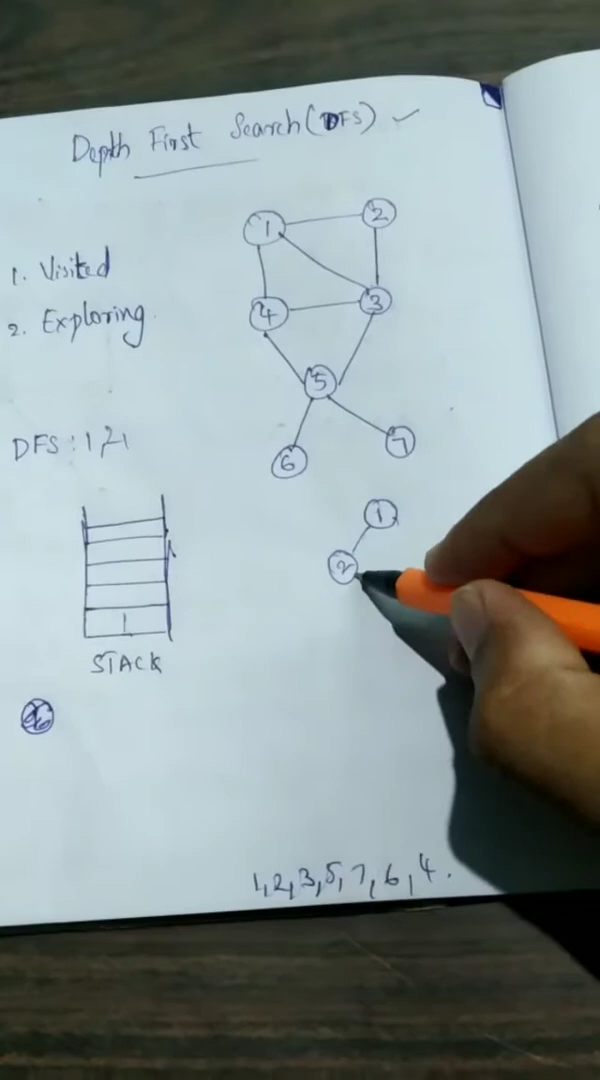 Depth First Search (DFS) ✓
1. Visited
2. Exploring
1 2
4 3
5
6 7
DFS : 1,2
1
2
1
STACK
1,2,3,5,7,6,4.